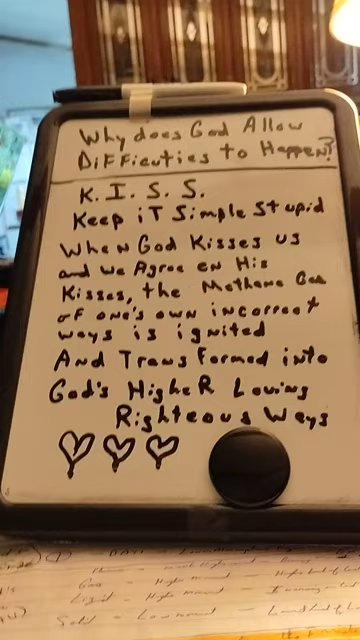 Why does God Allow
Difficulties to Happen?
K. I. S. S.
Keep iT Simple Stupid
When God Kisses us
and we Agree en His
Kisses, the Methane Gas
of one's own incorrect
ways is ignited
And Transformed into
God's Higher Loving
Righteous Ways